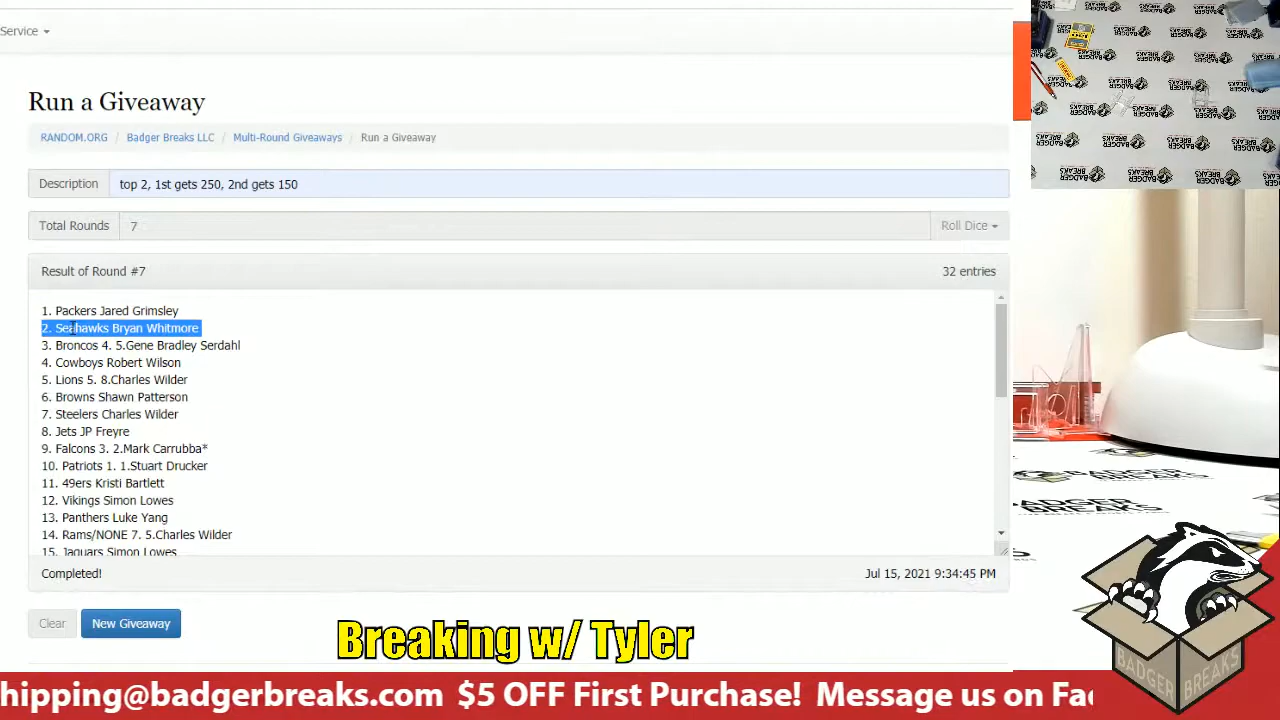 Service
Run a Giveaway
RANDOM.ORG / Badger Breaks LLC / Multi-Round Giveaways / Run a Giveaway
Description top 2, 1st gets 250, 2nd gets 150
Total Rounds 7 Roll Dice
Result of Round #7 32 entries
1. Packers Jared Grimsley
2. Seahawks Bryan Whitmore
3. Broncos 4. 5.Gene Bradley Serdahl
4. Cowboys Robert Wilson
5. Lions 5. 8.Charles Wilder
6. Browns Shawn Patterson
7. Steelers Charles Wilder
8. Jets JP Freyre
9. Falcons 3. 2.Mark Carrubba*
10. Patriots 1. 1.Stuart Drucker
11. 49ers Kristi Bartlett
12. Vikings Simon Lowes
13. Panthers Luke Yang
14. Rams/NONE 7. 5.Charles Wilder
15. Jaguars Simon Lowes
Completed! Jul 15, 2021 9:34:45 PM
Clear New Giveaway
Breaking w/ Tyler
hipping@badgerbreaks.com $5 OFF First Purchase! Message us on Fac
BADGER BREAKS
BADGER BREAKS